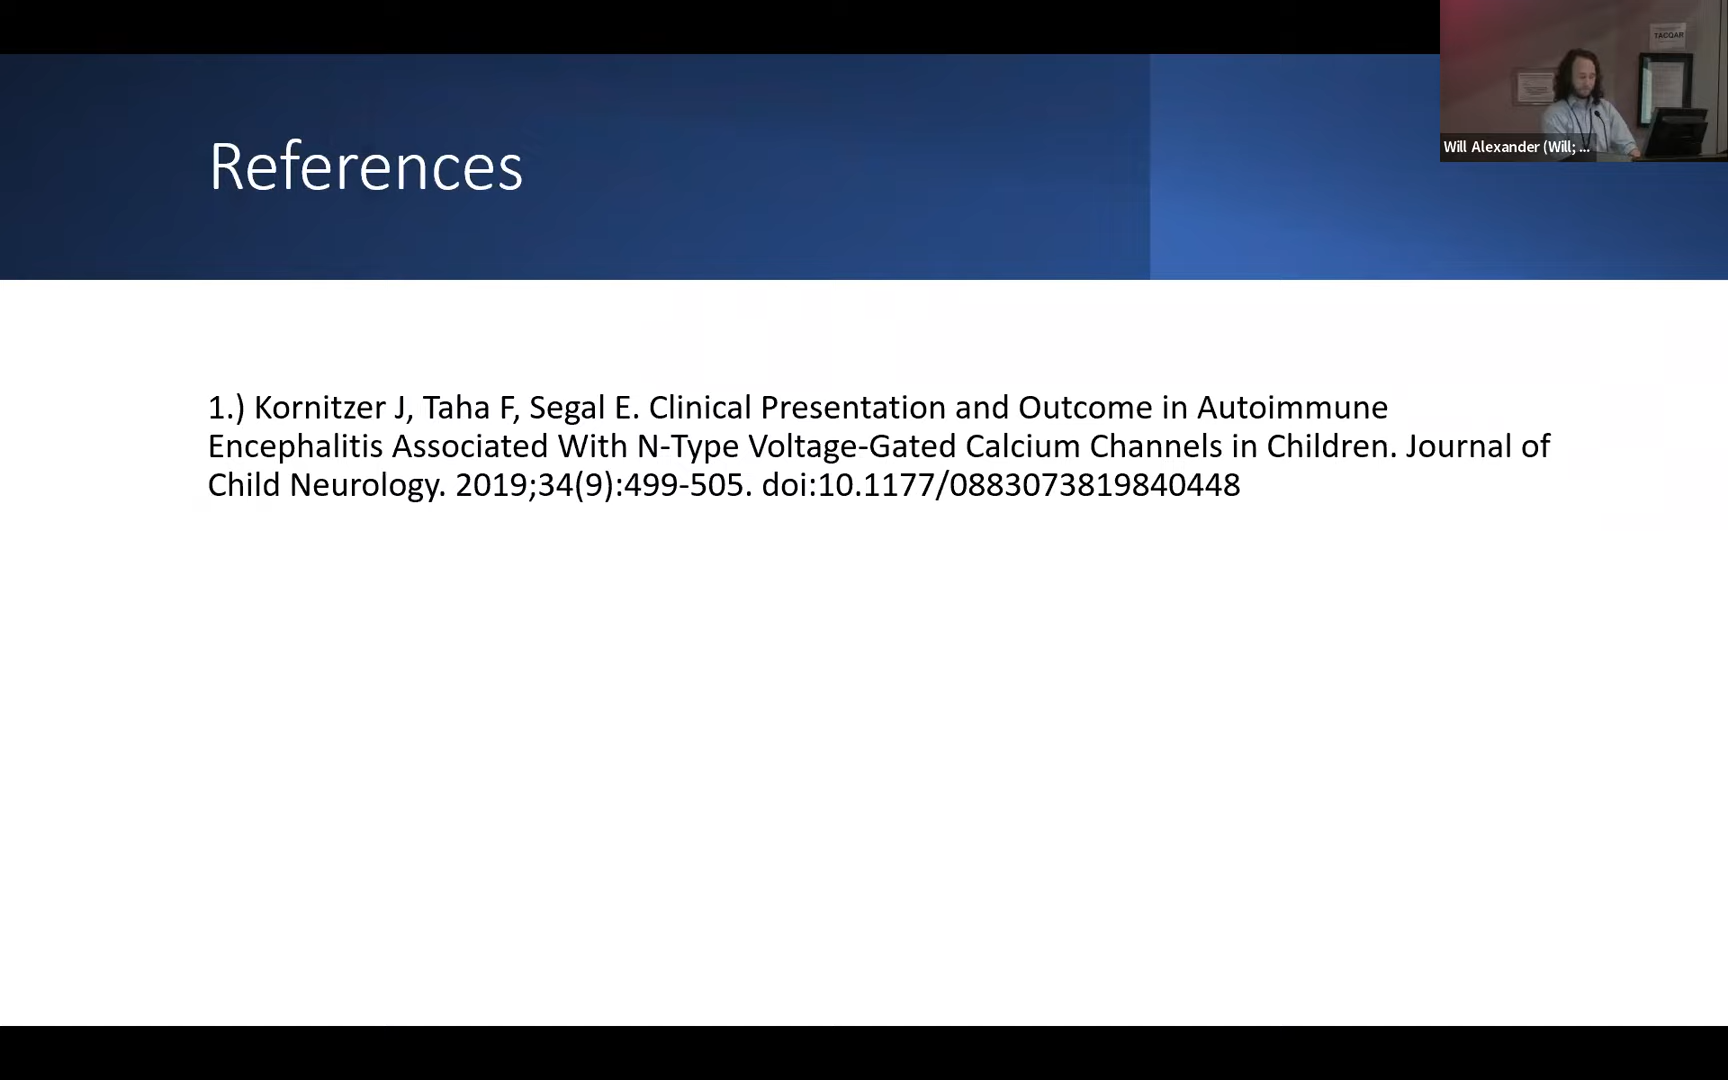 TACQAR
Will Alexander (Will; ...
References
1.) Kornitzer J, Taha F, Segal E. Clinical Presentation and Outcome in Autoimmune
Encephalitis Associated With N-Type Voltage-Gated Calcium Channels in Children. Journal of
Child Neurology. 2019;34(9):499-505. doi:10.1177/0883073819840448